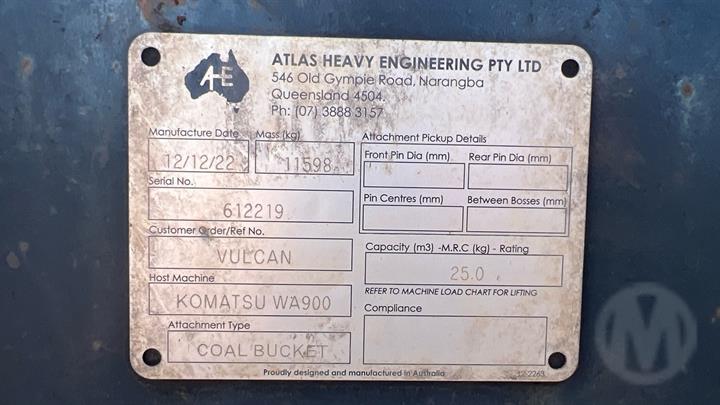 AHE
ATLAS HEAVY ENGINEERING PTY LTD
546 Old Gympie Road, Narangba
Queensland 4504.
Ph: (07) 3888 3157
Manufacture Date
12/12/22
Mass (kg)
11598
Serial No.
612219
Customer Order/Ref No.
VULCAN
Host Machine
KOMATSU WA900
Attachment Type
COAL BUCKET
Attachment Pickup Details
Front Pin Dia (mm)
Rear Pin Dia (mm)
Pin Centres (mm)
Between Bosses (mm)
Capacity (m3) -M.R.C (kg) - Rating
25.0
REFER TO MACHINE LOAD CHART FOR LIFTING
Compliance
Proudly designed and manufactured in Australia
12-2263
M